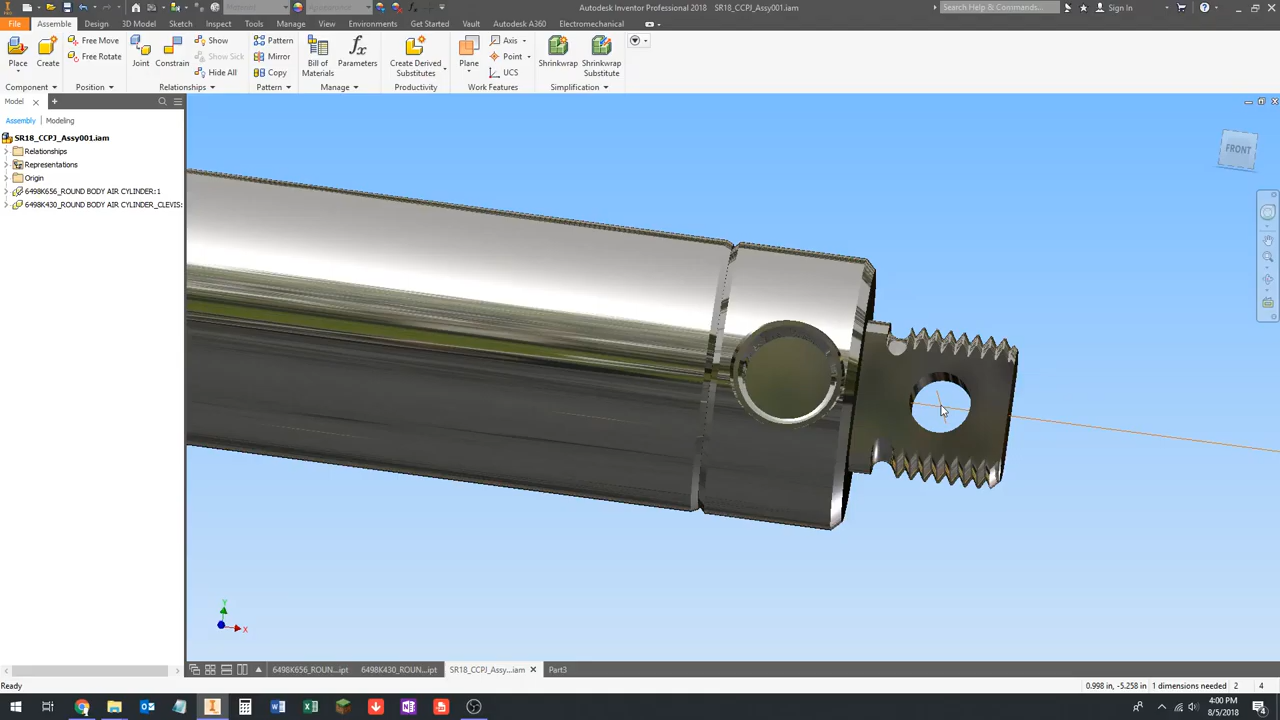 Autodesk Inventor Professional 2018 SR18_CCPJ_Assy001.iam
Search Help & Commands...
Sign In
File Assemble Design 3D Model Sketch Inspect Tools Manage View Environments Get Started Vault Autodesk A360 Electromechanical
Place
Create
Free Move
Free Rotate
Joint
Constrain
Show
Show Sick
Hide All
Pattern
Mirror
Copy
Bill of
Materials
Parameters
Create Derived
Substitutes
Plane
Axis
Point
UCS
Shrinkwrap
Shrinkwrap
Substitute
Component Position Relationships Pattern Manage Productivity Work Features Simplification
Model
Assembly Modeling
SR18_CCPJ_Assy001.iam
Relationships
Representations
Origin
6498K656_ROUND BODY AIR CYLINDER:1
6498K430_ROUND BODY AIR CYLINDER_CLEVIS:
FRONT
Y
X
6498K656_ROUN...ipt 6498K430_ROUN...ipt SR18_CCPJ_Assy...iam Part3
Ready
0.998 in, -5.258 in 1 dimensions needed 2 4
4:00 PM
8/5/2018